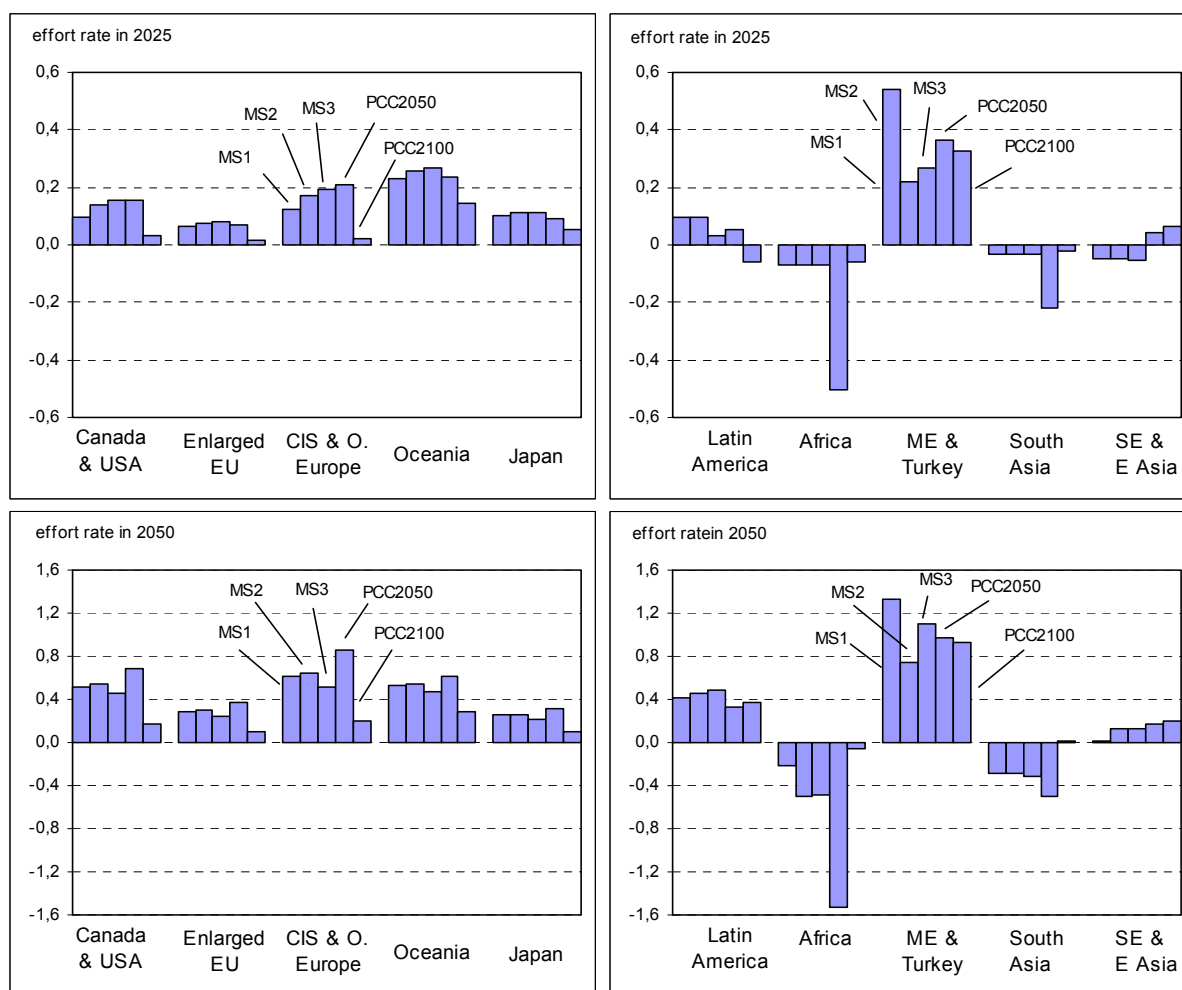 effort rate in 2025
0,6
0,4
0,2
0,0
-0,2
-0,4
-0,6
MS1
MS2
MS3
PCC2050
PCC2100
Canada
& USA
Enlarged
EU
CIS & O.
Europe
Oceania
Japan
effort rate in 2025
0,6
0,4
0,2
0,0
-0,2
-0,4
-0,6
MS1
MS2
MS3
PCC2050
PCC2100
Latin
America
Africa
ME &
Turkey
South
Asia
SE &
E Asia
effort rate in 2050
1,6
1,2
0,8
0,4
0,0
-0,4
-0,8
-1,2
-1,6
MS1
MS2
MS3
PCC2050
PCC2100
Canada
& USA
Enlarged
EU
CIS & O.
Europe
Oceania
Japan
effort ratein 2050
1,6
1,2
0,8
0,4
0,0
-0,4
-0,8
-1,2
-1,6
MS1
MS2
MS3
PCC2050
PCC2100
Latin
America
Africa
ME &
Turkey
South
Asia
SE &
E Asia